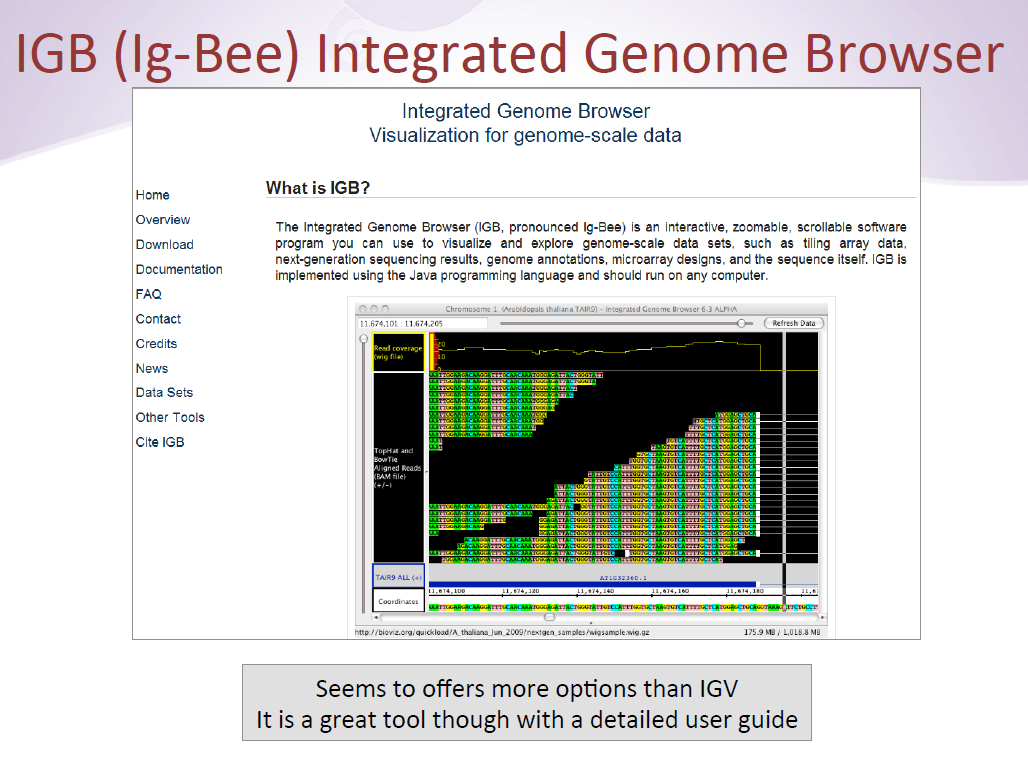 IGB (Ig-Bee) Integrated Genome Browser
Integrated Genome Browser
Visualization for genome-scale data
Home
Overview
Download
Documentation
FAQ
Contact
Credits
News
Data Sets
Other Tools
Cite IGB
What is IGB?
The Integrated Genome Browser (IGB, pronounced Ig-Bee) is an interactive, zoomable, scrollable software
program you can use to visualize and explore genome-scale data sets, such as tiling array data,
next-generation sequencing results, genome annotations, microarray designs, and the sequence itself. IGB is
implemented using the Java programming language and should run on any computer.
Chromosome 1 (Arabidopsis thaliana TAIR9) – Integrated Genome Browser 6.3 ALPHA
11,674,101 : 11,674,205
Refresh Data
Read coverage
(wig file)
20
10
0
TopHat and
BowTie
Aligned Reads
(BAM file)
(+/-)
TAIR9 ALL (+)
AT1G32360.1
Coordinates
11,674,100 11,674,120 11,674,140 11,674,160 11,674,180 11,6
http://bioviz.org/quickload/A_thaliana_Jun_2009/nextgen_samples/wigsample.wig.gz
175.9 MB / 1,018.8 MB
Seems to offers more options than IGV
It is a great tool though with a detailed user guide